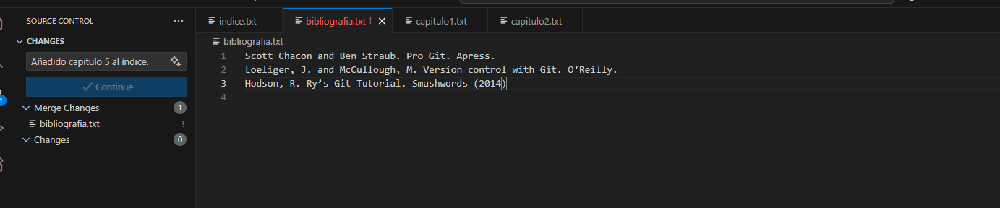 SOURCE CONTROL ...
CHANGES
Añadido capítulo 5 al índice.
Continue
Merge Changes 1
bibliografia.txt !
Changes 0
1
indice.txt
bibliografia.txt !
capitulo1.txt
capitulo2.txt
bibliografia.txt
1 Scott Chacon and Ben Straub. Pro Git. Apress.
2 Loeliger, J. and McCullough, M. Version control with Git. O’Reilly.
3 Hodson, R. Ry’s Git Tutorial. Smashwords (2014)
4